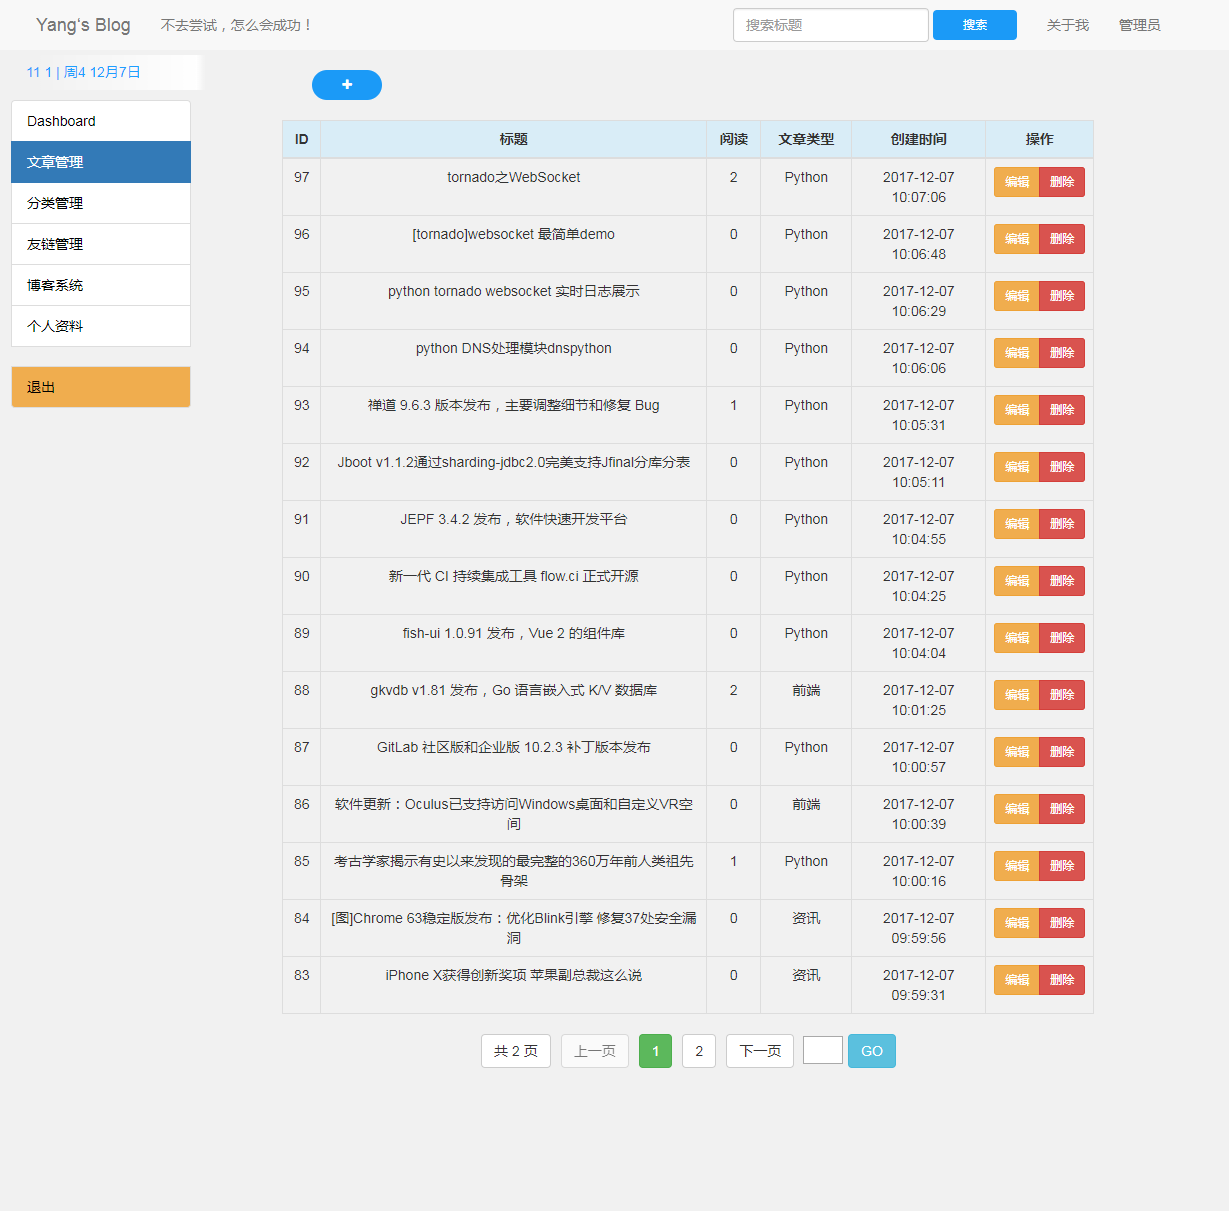 Yang‘s Blog 不去尝试，怎么会成功！ 搜索标题 搜索 关于我 管理员
11 1 | 周4 12月7日
Dashboard
文章管理
分类管理
友链管理
博客系统
个人资料
退出
ID 标题 阅读 文章类型 创建时间 操作
97 tornado之WebSocket 2 Python 2017-12-07 编辑 删除
10:07:06
96 [tornado]websocket 最简单demo 0 Python 2017-12-07 编辑 删除
10:06:48
95 python tornado websocket 实时日志展示 0 Python 2017-12-07 编辑 删除
10:06:29
94 python DNS处理模块dnspython 0 Python 2017-12-07 编辑 删除
10:06:06
93 禅道 9.6.3 版本发布，主要调整细节和修复 Bug 1 Python 2017-12-07 编辑 删除
10:05:31
92 Jboot v1.1.2通过sharding-jdbc2.0完美支持Jfinal分库分表 0 Python 2017-12-07 编辑 删除
10:05:11
91 JEPF 3.4.2 发布，软件快速开发平台 0 Python 2017-12-07 编辑 删除
10:04:55
90 新一代 CI 持续集成工具 flow.ci 正式开源 0 Python 2017-12-07 编辑 删除
10:04:25
89 fish-ui 1.0.91 发布，Vue 2 的组件库 0 Python 2017-12-07 编辑 删除
10:04:04
88 gkvdb v1.81 发布，Go 语言嵌入式 K/V 数据库 2 前端 2017-12-07 编辑 删除
10:01:25
87 GitLab 社区版和企业版 10.2.3 补丁版本发布 0 Python 2017-12-07 编辑 删除
10:00:57
86 软件更新：Oculus已支持访问Windows桌面和自定义VR空 0 前端 2017-12-07 编辑 删除
间 10:00:39
85 考古学家揭示有史以来发现的最完整的360万年前人类祖先 1 Python 2017-12-07 编辑 删除
骨架 10:00:16
84 [图]Chrome 63稳定版发布：优化Blink引擎 修复37处安全漏 0 资讯 2017-12-07 编辑 删除
洞 09:59:56
83 iPhone X获得创新奖项 苹果副总裁这么说 0 资讯 2017-12-07 编辑 删除
09:59:31
共 2 页 上一页 1 2 下一页 GO